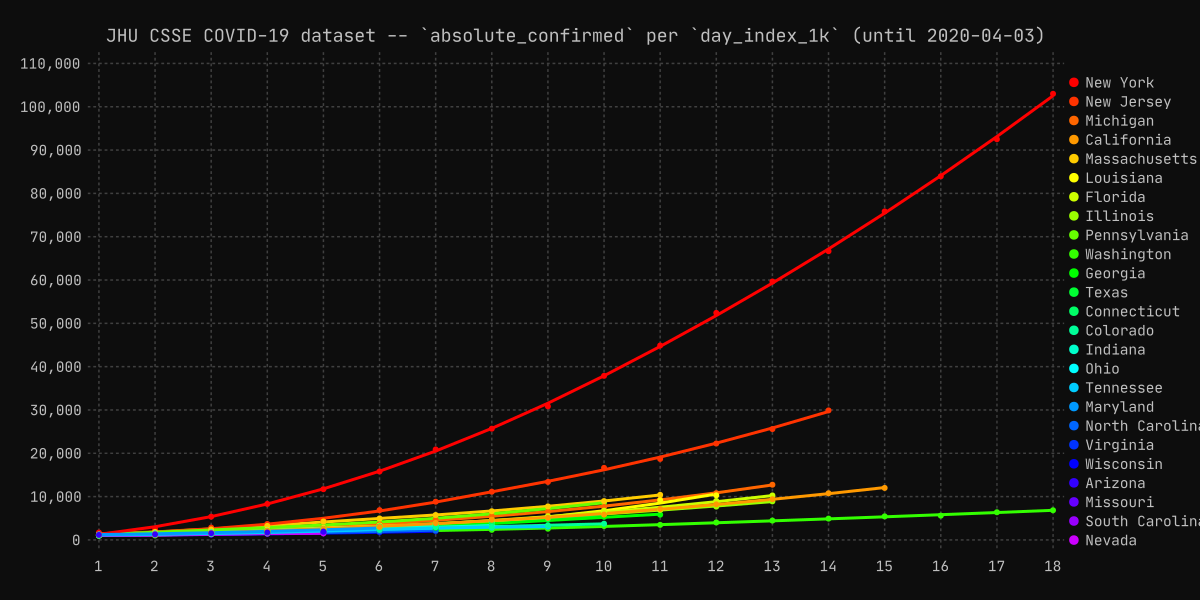 JHU CSSE COVID-19 dataset -- `absolute_confirmed` per `day_index_1k` (until 2020-04-03)
110,000
100,000
90,000
80,000
70,000
60,000
50,000
40,000
30,000
20,000
10,000
0
1 2 3 4 5 6 7 8 9 10 11 12 13 14 15 16 17 18
New York
New Jersey
Michigan
California
Massachusetts
Louisiana
Florida
Illinois
Pennsylvania
Washington
Georgia
Texas
Connecticut
Colorado
Indiana
Ohio
Tennessee
Maryland
North Carolina
Virginia
Wisconsin
Arizona
Missouri
South Carolina
Nevada